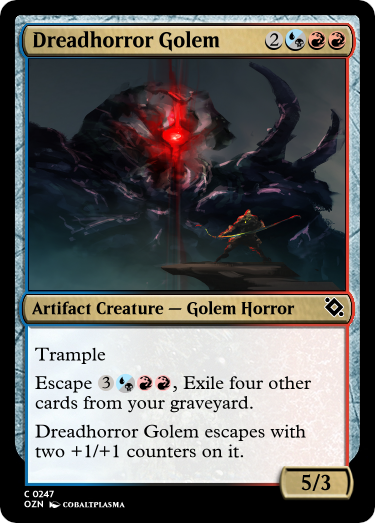 Dreadhorror Golem 2
Artifact Creature — Golem Horror
Trample
Escape 3, Exile four other
cards from your graveyard.
Dreadhorror Golem escapes with
two +1/+1 counters on it.
5/3
C 0247
OZN COBALTPLASMA